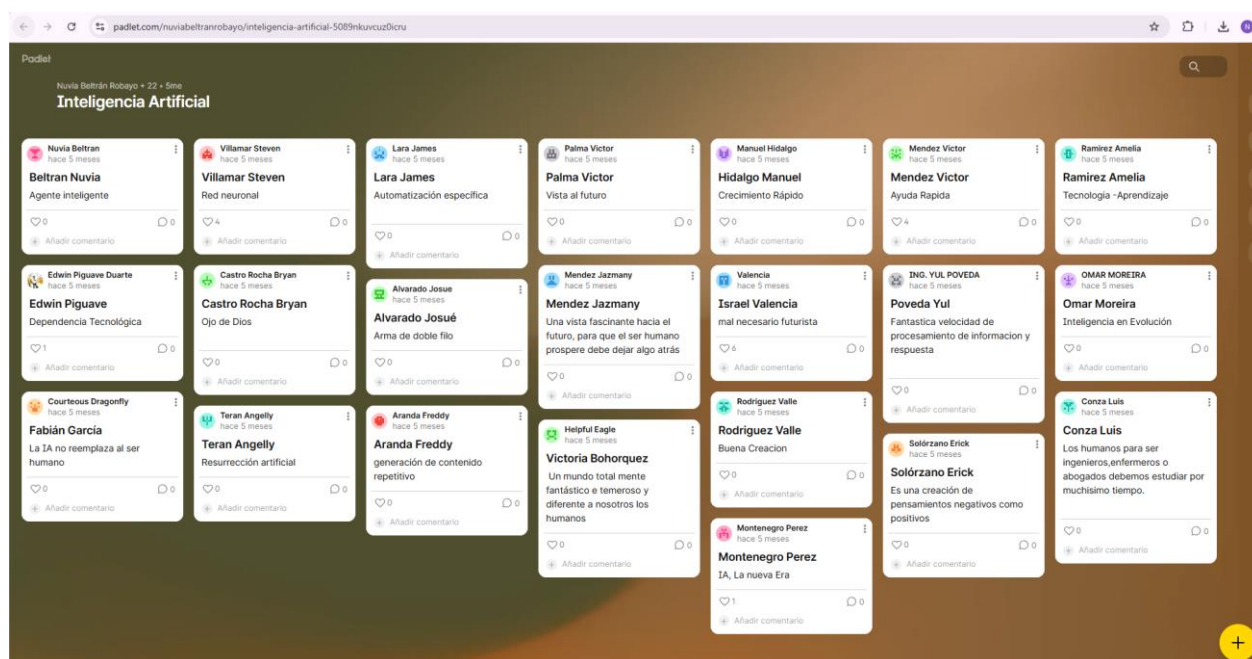 padlet.com/nuviabeltranrobayo/inteligencia-artificial-5089nkuvcuz0icru
N
Padlet
Nuvia Beltrán Robayo + 22 • 5me
Inteligencia Artificial
Nuvia Beltran
hace 5 meses
Beltran Nuvia
Agente inteligente
0
0
Añadir comentario
Edwin Piguave Duarte
hace 5 meses
Edwin Piguave
Dependencia Tecnológica
1
0
Añadir comentario
Courteous Dragonfly
hace 5 meses
Fabián García
La IA no reemplaza al ser
humano
0
0
Añadir comentario
Villamar Steven
hace 5 meses
Villamar Steven
Red neuronal
4
0
Añadir comentario
Castro Rocha Bryan
hace 5 meses
Castro Rocha Bryan
Ojo de Dios
0
0
Añadir comentario
Teran Angelly
hace 5 meses
Teran Angelly
Resurrección artificial
0
0
Añadir comentario
Lara James
hace 5 meses
Lara James
Automatización específica
0
0
Añadir comentario
Alvarado Josue
hace 5 meses
Alvarado Josué
Arma de doble filo
0
0
Añadir comentario
Aranda Freddy
hace 5 meses
Aranda Freddy
generación de contenido
repetitivo
0
0
Añadir comentario
Palma Victor
hace 5 meses
Palma Victor
Vista al futuro
0
0
Añadir comentario
Mendez Jazmany
hace 5 meses
Mendez Jazmany
Una vista fascinante hacia el
futuro, para que el ser humano
prospere debe dejar algo atrás
0
0
Añadir comentario
Helpful Eagle
hace 5 meses
Victoria Bohorquez
Un mundo total mente
fantástico e temeroso y
diferente a nosotros los
humanos
0
0
Añadir comentario
Manuel Hidalgo
hace 5 meses
Hidalgo Manuel
Crecimiento Rápido
0
0
Añadir comentario
Valencia
hace 5 meses
Israel Valencia
mal necesario futurista
6
0
Añadir comentario
Rodriguez Valle
hace 5 meses
Rodriguez Valle
Buena Creacion
0
0
Añadir comentario
Montenegro Perez
hace 5 meses
Montenegro Perez
IA, La nueva Era
1
0
Añadir comentario
Mendez Victor
hace 5 meses
Mendez Victor
Ayuda Rapida
4
0
Añadir comentario
ING. YUL POVEDA
hace 5 meses
Poveda Yul
Fantastica velocidad de
procesamiento de informacion y
respuesta
0
0
Añadir comentario
Solórzano Erick
hace 5 meses
Solórzano Erick
Es una creación de
pensamientos negativos como
positivos
0
0
Añadir comentario
Ramirez Amelia
hace 5 meses
Ramirez Amelia
Tecnologia -Aprendizaje
0
0
Añadir comentario
OMAR MOREIRA
hace 5 meses
Omar Moreira
Inteligencia en Evolución
0
0
Añadir comentario
Conza Luis
hace 5 meses
Conza Luis
Los humanos para ser
ingenieros,enfermeros o
abogados debemos estudiar por
muchisimo tiempo.
0
0
Añadir comentario